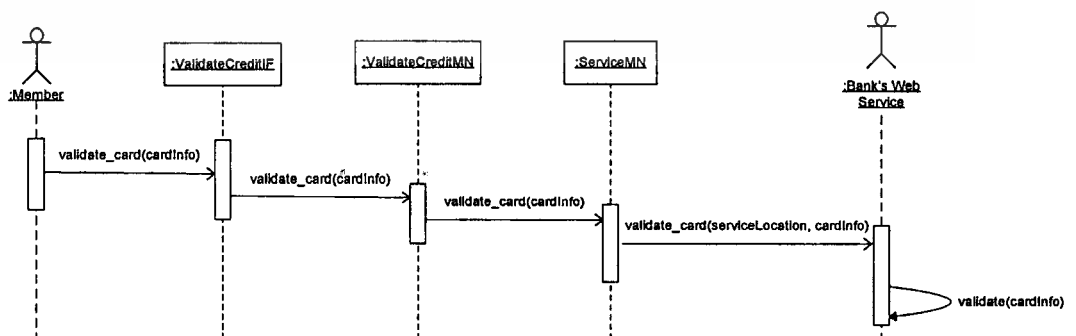 :Member
:ValidateCreditIF
:ValidateCreditMN
:ServiceMN
:Bank's Web
Service
validate_card(cardInfo)
validate_card(cardInfo)
validate_card(cardInfo)
validate_card(serviceLocation, cardInfo)
validate(cardInfo)